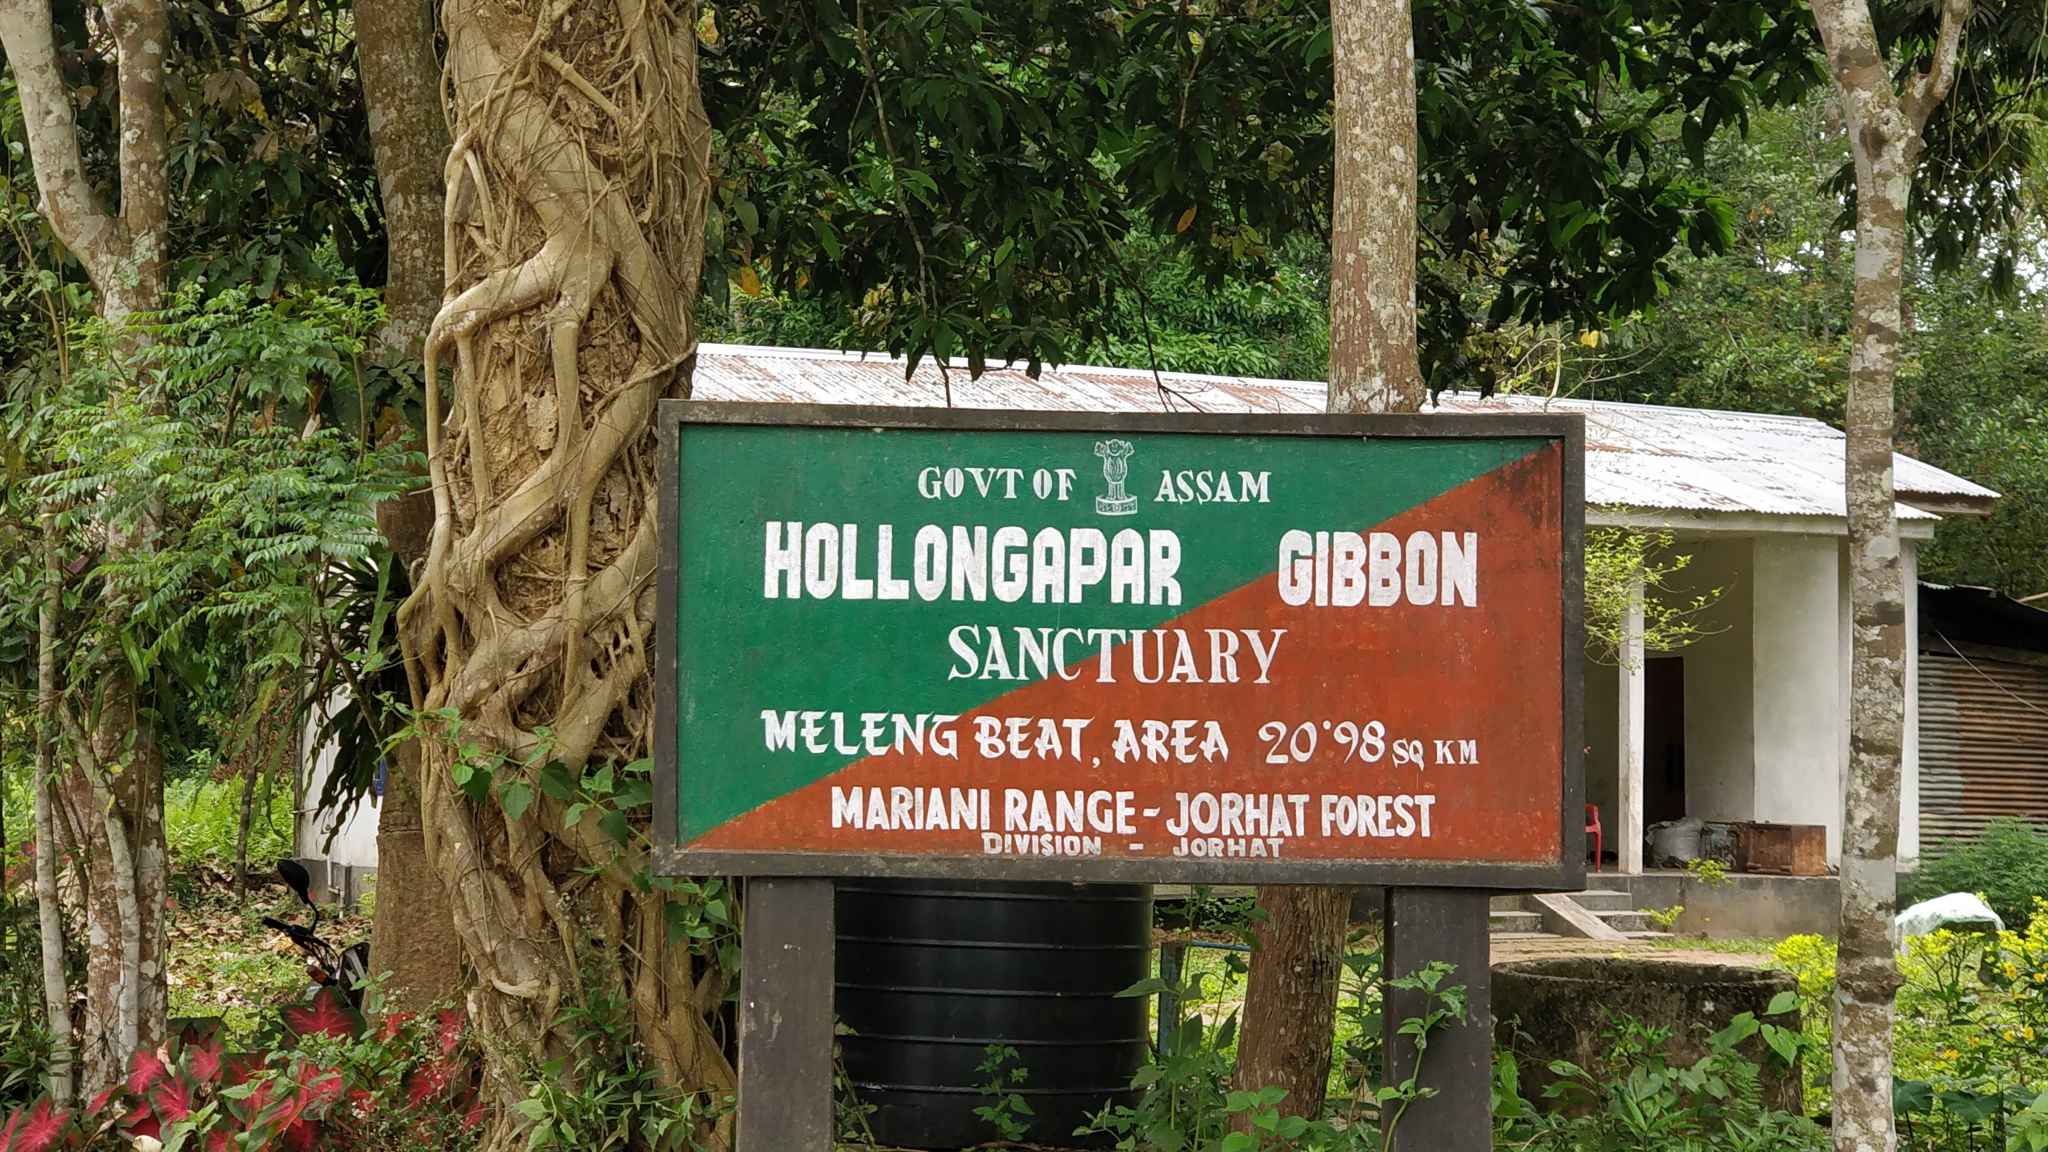 GOVT OF ASSAM
HOLLONGAPAR GIBBON
SANCTUARY
MELENG BEAT, AREA 20·98 SQ KM
MARIANI RANGE - JORHAT FOREST
DIVISION - JORHAT